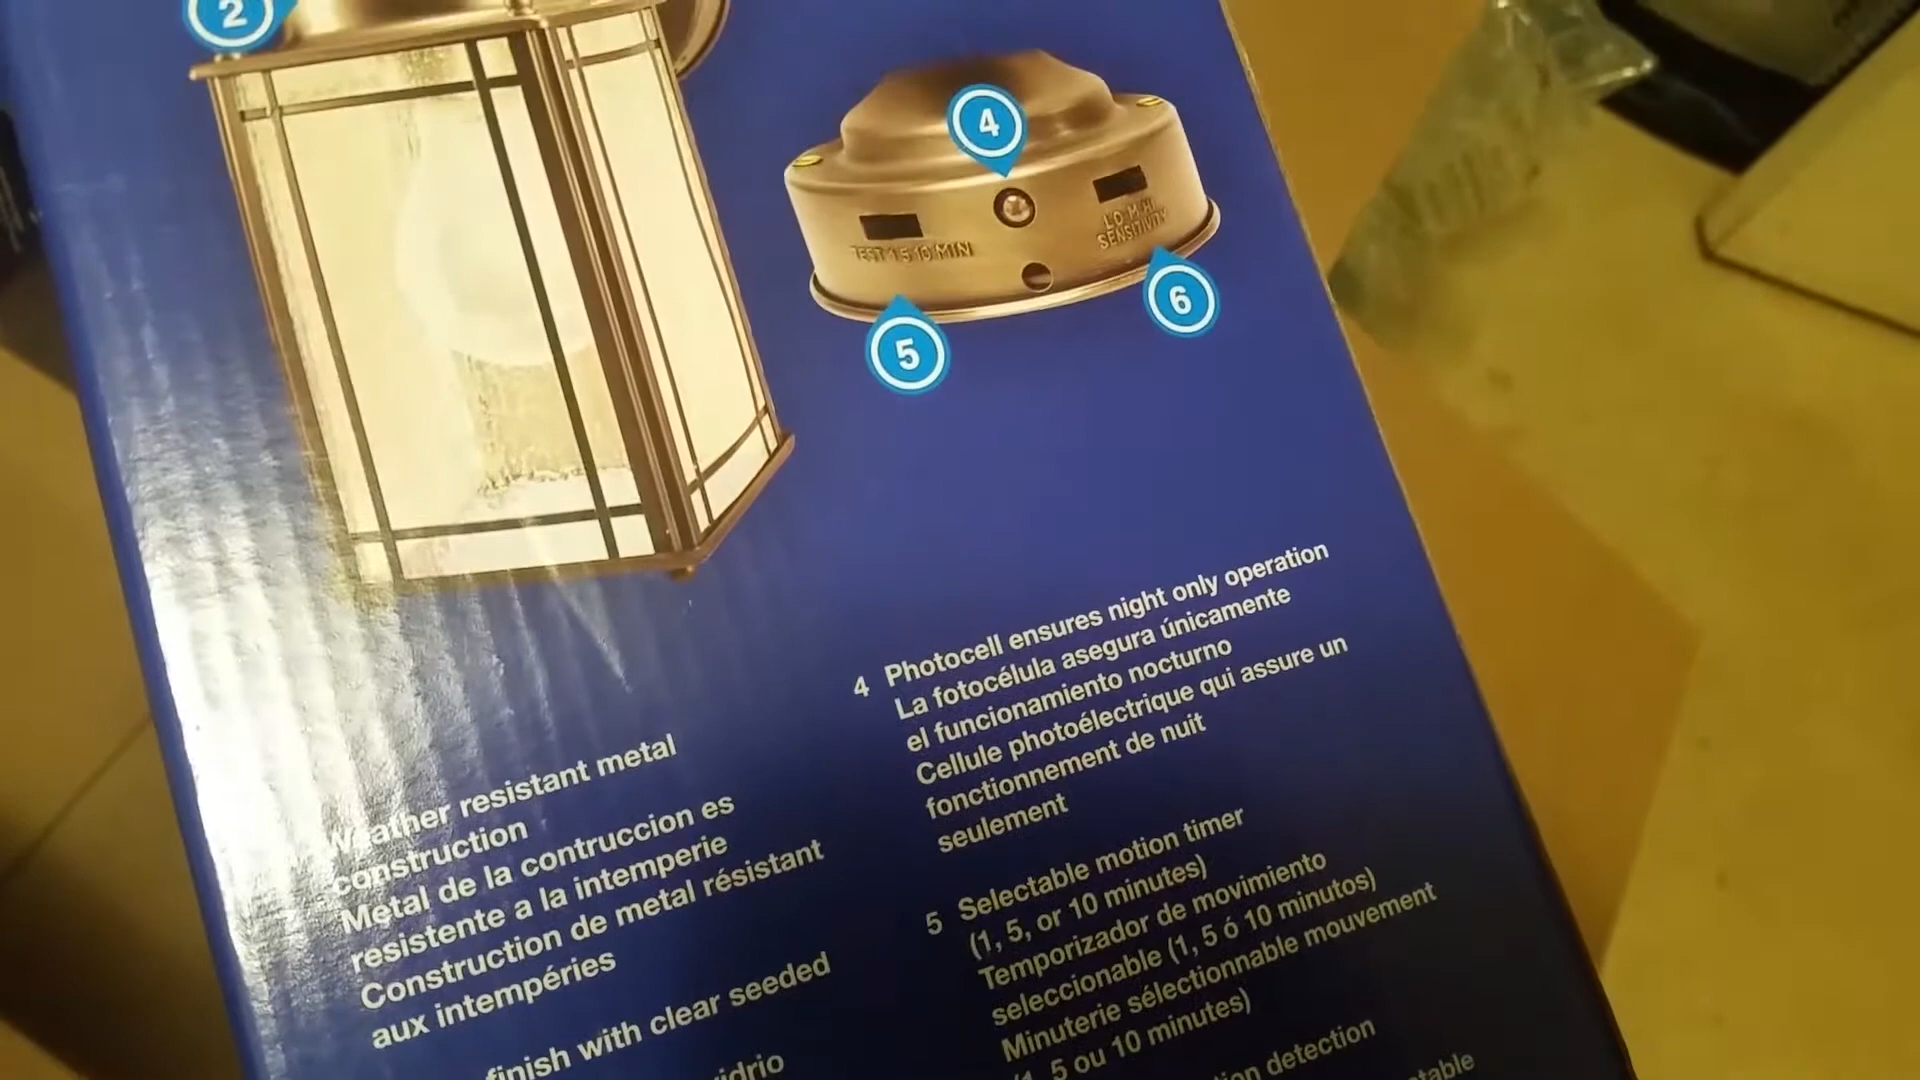 2
4
TEST 1 5 10 MIN
LO M HI
SENSITIVITY
5
6
Weather resistant metal
construction
Metal de la contruccion es
resistente a la intemperie
Construction de metal résistant
aux intempéries
finish with clear seeded
vidrio
4 Photocell ensures night only operation
La fotocélula asegura únicamente
el funcionamiento nocturno
Cellule photoélectrique qui assure un
fonctionnement de nuit
seulement
5 Selectable motion timer
(1, 5, or 10 minutes)
Temporizador de movimiento
seleccionable (1, 5 ó 10 minutos)
Minuterie sélectionnable mouvement
(1, 5 ou 10 minutes)
detection